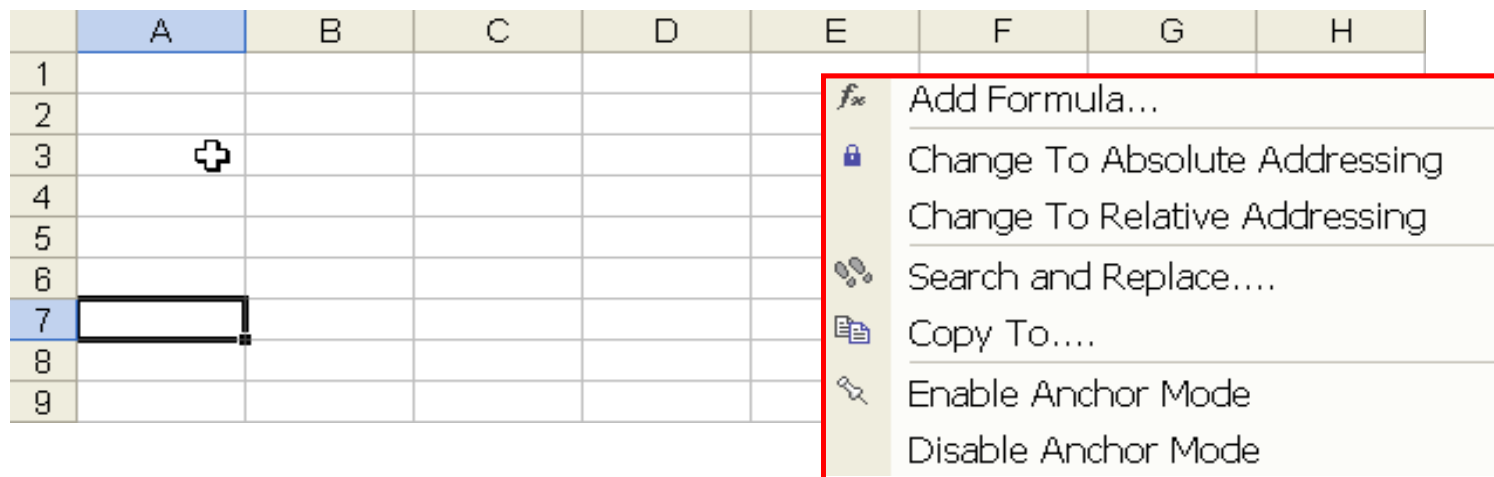 A B C D E F G H
1
2
3
4
5
6
7
8
9
fx Add Formula...
Change To Absolute Addressing
Change To Relative Addressing
Search and Replace....
Copy To....
Enable Anchor Mode
Disable Anchor Mode